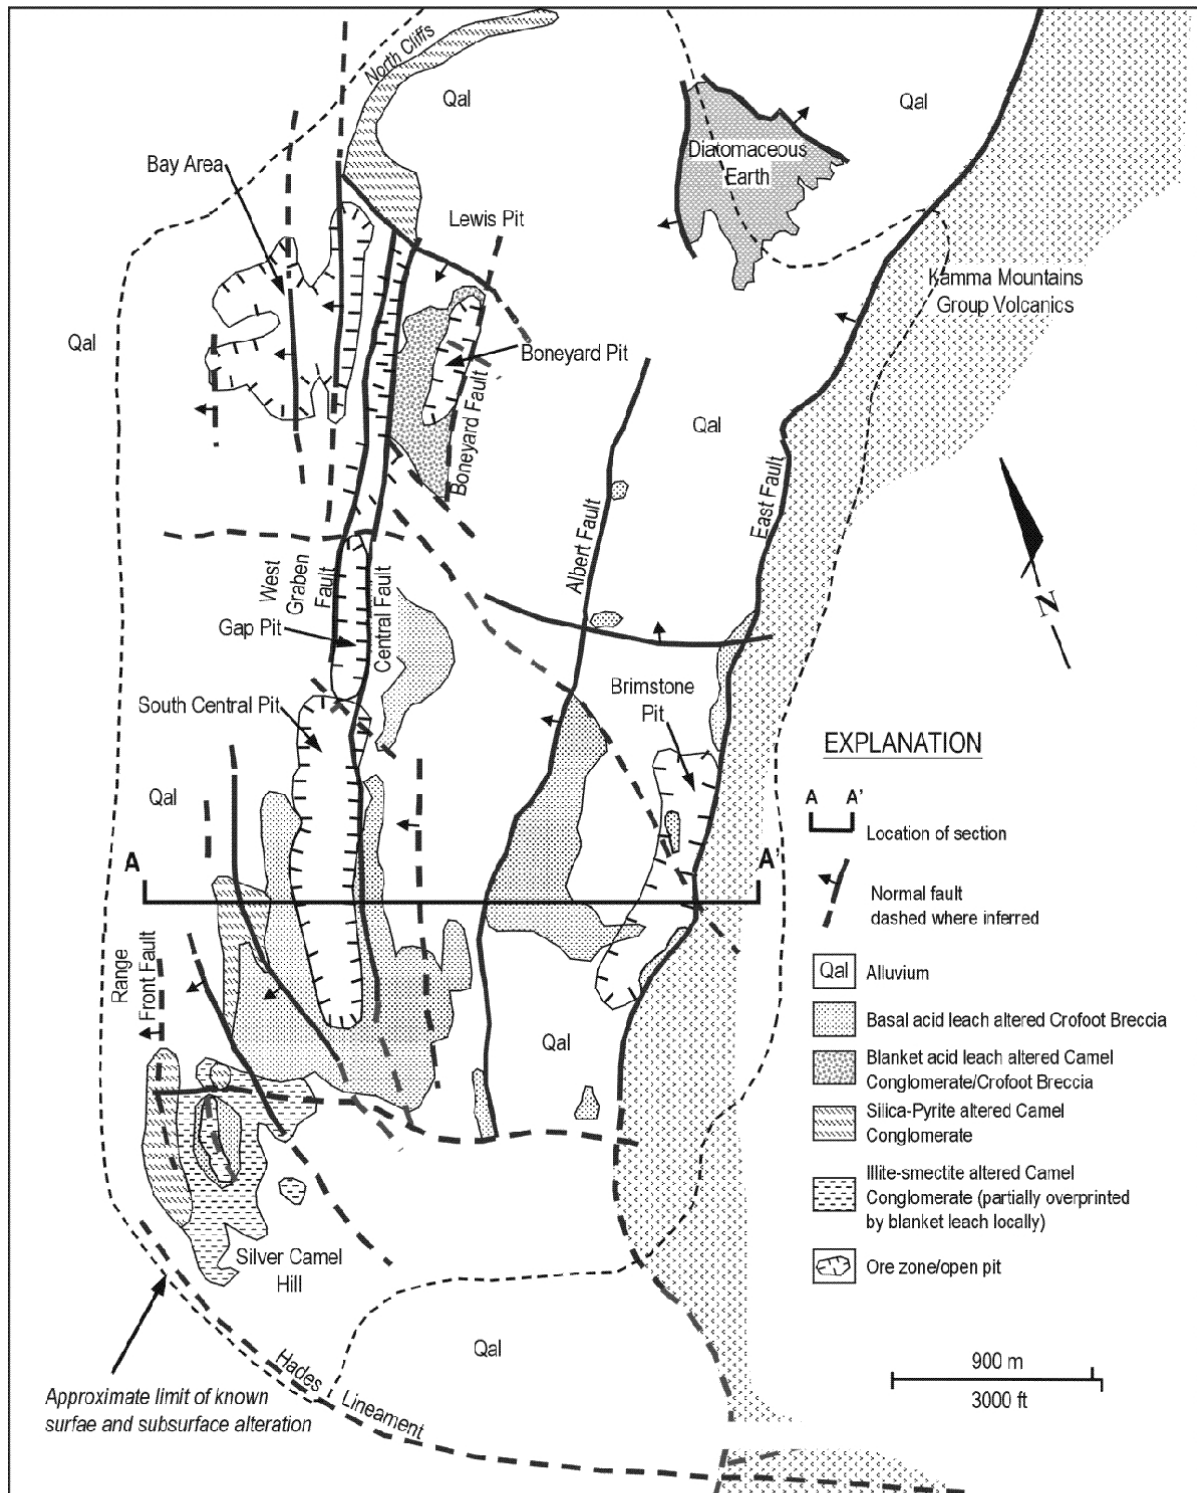 North Cliffs
Qal
Qal
Bay Area
Diatomaceous
Earth
Lewis Pit
Kamma Mountains
Group Volcanics
Qal
Boneyard Pit
Boneyard Fault
Qal
East Fault
Albert Fault
West
Graben
Fault
Central Fault
Gap Pit
N
South Central Pit
Brimstone
Pit
EXPLANATION
A A'
Location of section
Qal
A
A'
Normal fault
dashed where inferred
Range
Front Fault
Qal Alluvium
Basal acid leach altered Crofoot Breccia
Qal
Blanket acid leach altered Camel
Conglomerate/Crofoot Breccia
Silica-Pyrite altered Camel
Conglomerate
Illite-smectite altered Camel
Conglomerate (partially overprinted
by blanket leach locally)
Silver Camel
Hill
Ore zone/open pit
Qal
Hades Lineament
900 m
3000 ft
Approximate limit of known
surfae and subsurface alteration